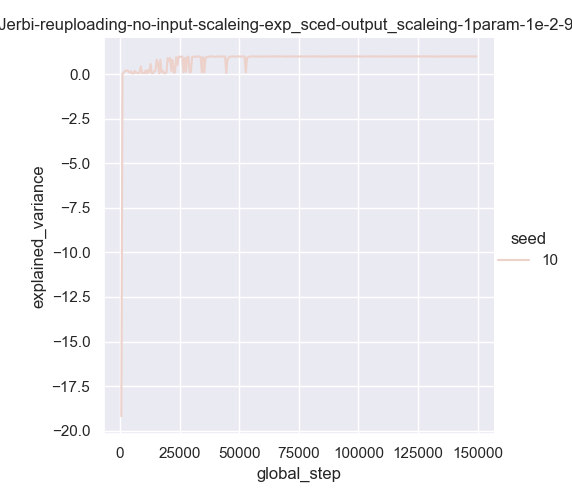 Jerbi-reuploading-no-input-scaleing-exp_sced-output_scaleing-1param-1e-2-9
0.0
−2.5
−5.0
−7.5
−10.0
−12.5
−15.0
−17.5
−20.0
explained_variance
0 25000 50000 75000 100000 125000 150000
global_step
seed
10